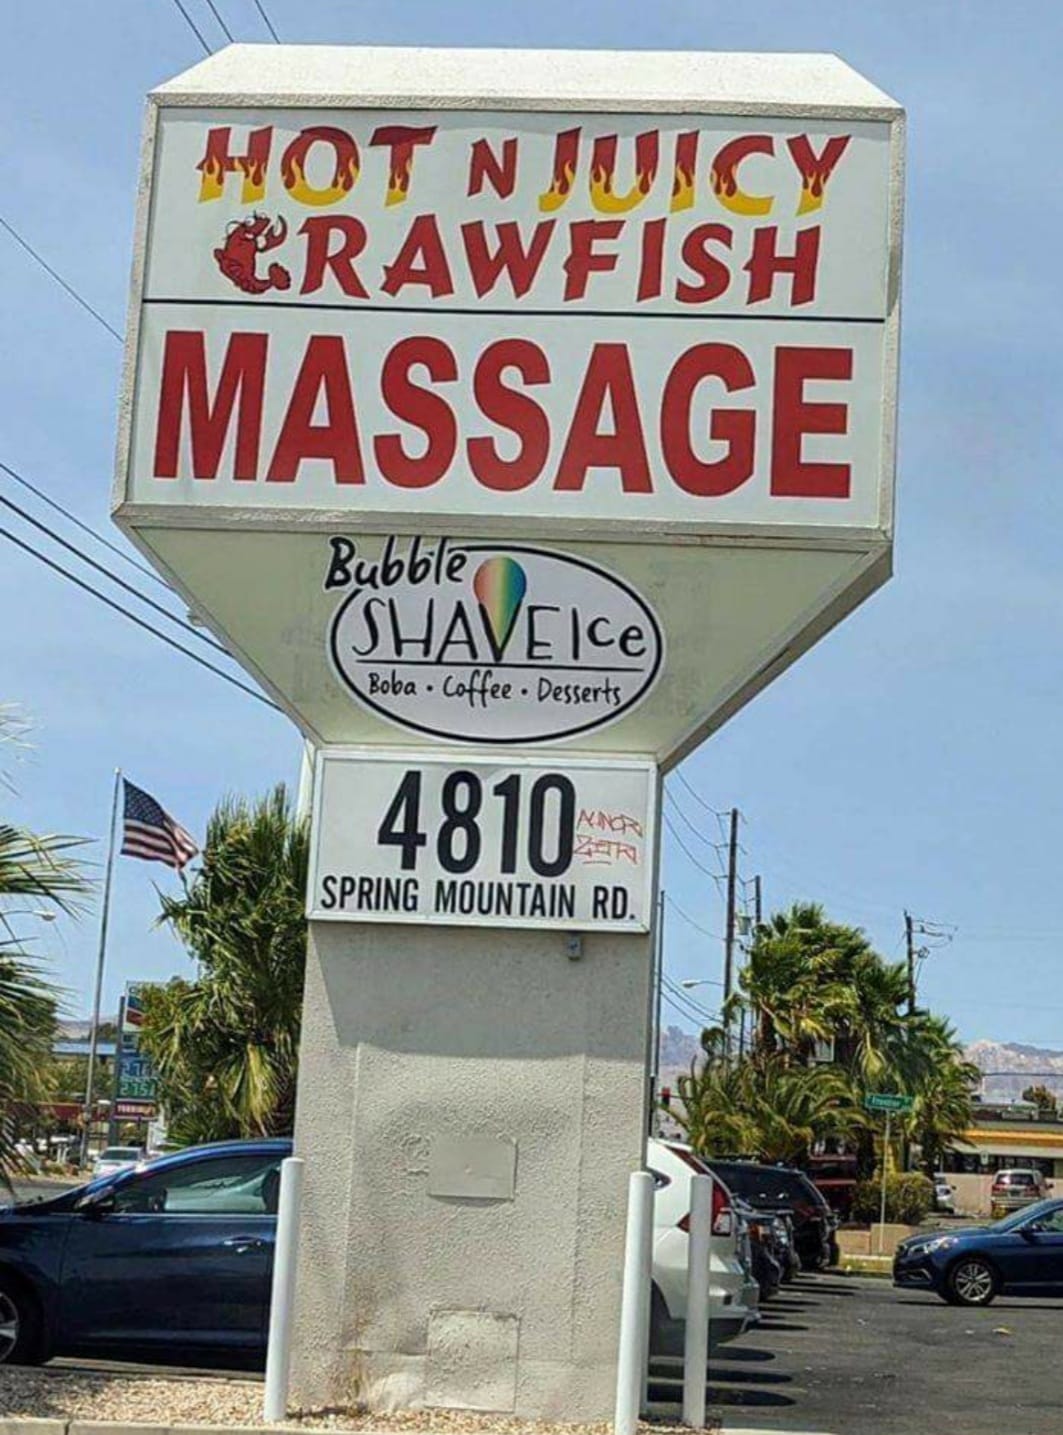 HOT N JUICY
CRAWFISH
MASSAGE
Bubble
SHAVE Ice
Boba • Coffee • Desserts
4810
SPRING MOUNTAIN RD.